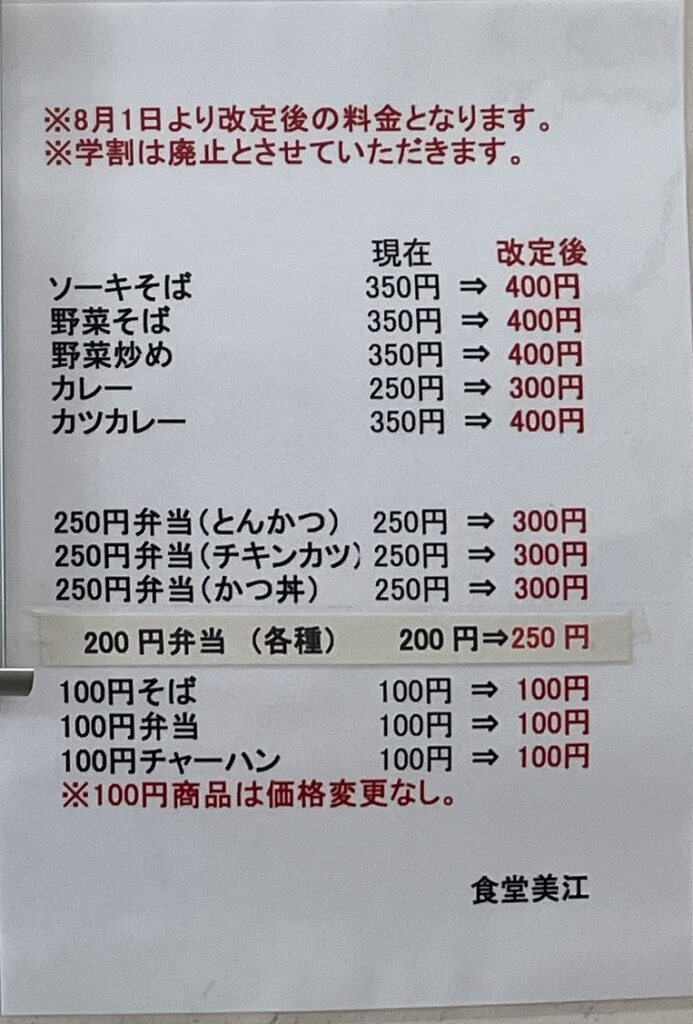 ※8月1日より改定後の料金となります。
※学割は廃止とさせていただきます。
現在 改定後
ソーキそば 350円 ⇒ 400円
野菜そば 350円 ⇒ 400円
野菜炒め 350円 ⇒ 400円
カレー 250円 ⇒ 300円
カツカレー 350円 ⇒ 400円
250円弁当(とんかつ) 250円 ⇒ 300円
250円弁当(チキンカツ) 250円 ⇒ 300円
250円弁当(かつ丼) 250円 ⇒ 300円
200円弁当 (各種) 200円⇒250円
100円そば 100円 ⇒ 100円
100円弁当 100円 ⇒ 100円
100円チャーハン 100円 ⇒ 100円
※100円商品は価格変更なし。
食堂美江